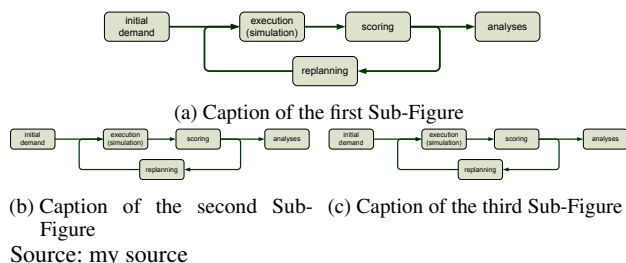 initial
demand
execution
(simulation)
scoring
analyses
replanning
(a) Caption of the first Sub-Figure
initial
demand
execution
(simulation)
scoring
analyses
replanning
initial
demand
execution
(simulation)
scoring
analyses
replanning
(b) Caption of the second Sub-
Figure
(c) Caption of the third Sub-Figure
Source: my source